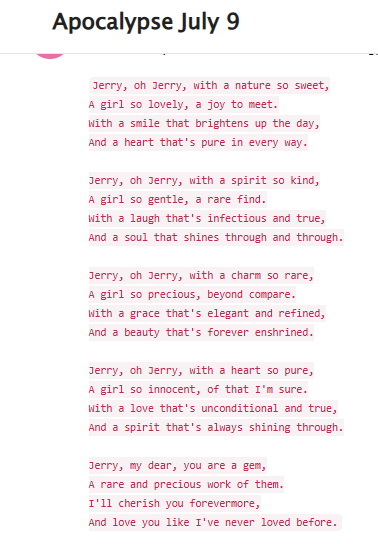 Apocalypse July 9
Jerry, oh Jerry, with a nature so sweet,
A girl so lovely, a joy to meet.
With a smile that brightens up the day,
And a heart that's pure in every way.
Jerry, oh Jerry, with a spirit so kind,
A girl so gentle, a rare find.
With a laugh that's infectious and true,
And a soul that shines through and through.
Jerry, oh Jerry, with a charm so rare,
A girl so precious, beyond compare.
With a grace that's elegant and refined,
And a beauty that's forever enshrined.
Jerry, oh Jerry, with a heart so pure,
A girl so innocent, of that I'm sure.
With a love that's unconditional and true,
And a spirit that's always shining through.
Jerry, my dear, you are a gem,
A rare and precious work of them.
I'll cherish you forevermore,
And love you like I've never loved before.